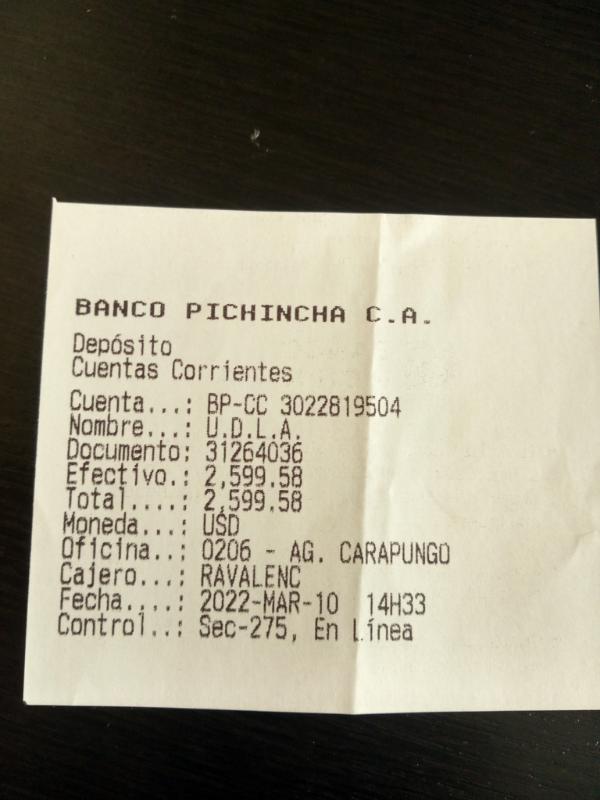 BANCO PICHINCHA C.A.
Depósito
Cuentas Corrientes
Cuenta...: BP-CC 3022819504
Nombre...: U.D.L.A.
Documento: 31264036
Efectivo.: 2,599.58
Total....: 2,599.58
Moneda...: USD
Oficina..: 0206 - AG. CARAPUNGO
Cajero...: RAVALENC
Fecha....: 2022-MAR-10 14H33
Control..: Sec-275, En Línea